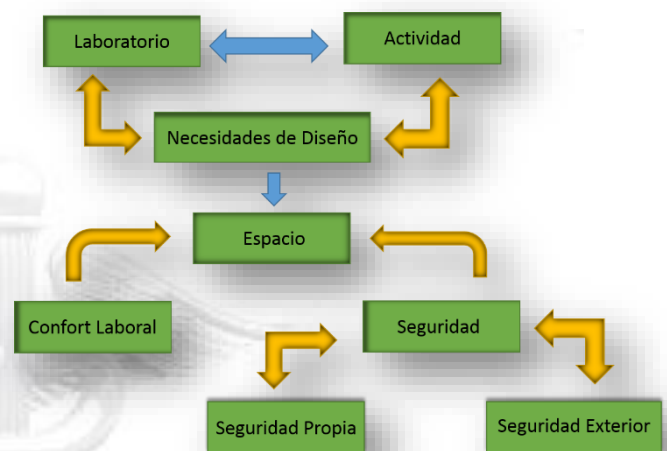 Laboratorio
Actividad
Necesidades de Diseño
Espacio
Confort Laboral
Seguridad
Seguridad Propia
Seguridad Exterior